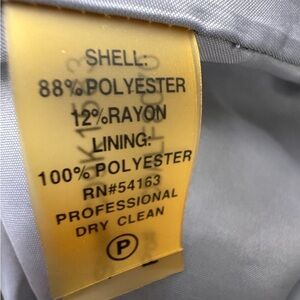 SHELL:
88% POLYESTER
12% RAYON
LINING:
100% POLYESTER
RN#54163
PROFESSIONAL
DRY CLEAN
P